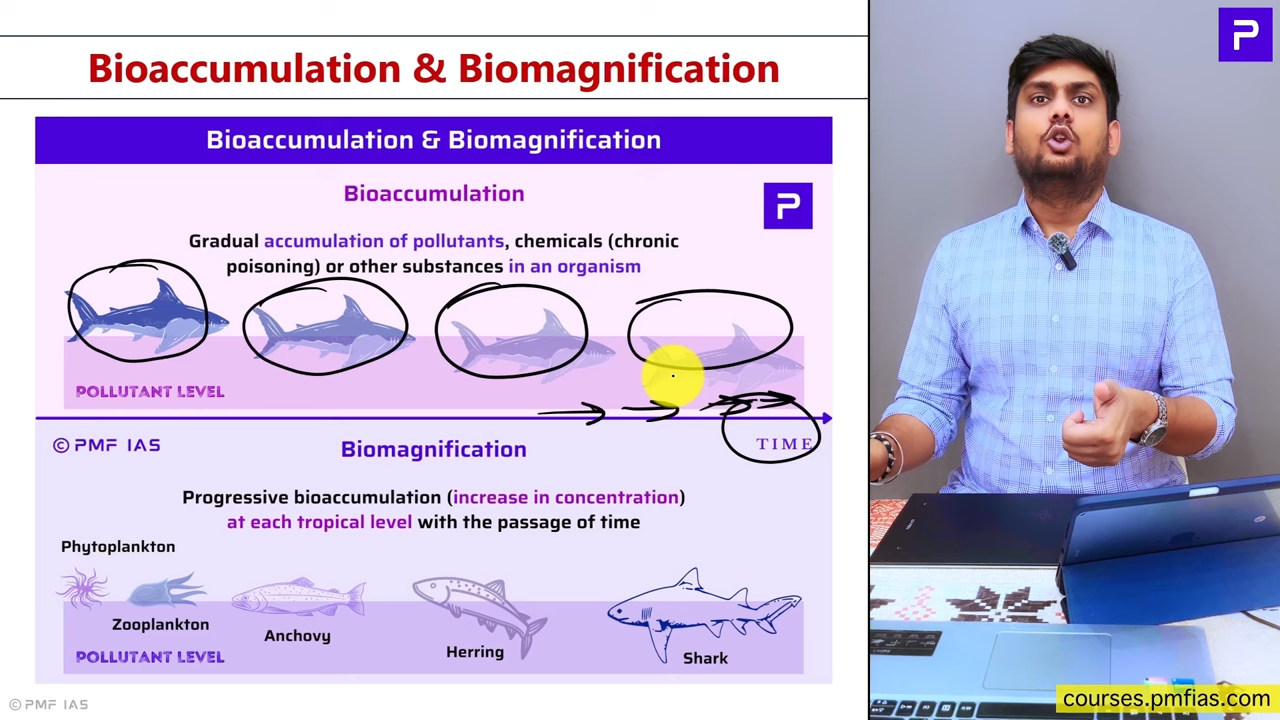 Bioaccumulation & Biomagnification
P
Bioaccumulation & Biomagnification
Bioaccumulation
P
Gradual accumulation of pollutants, chemicals (chronic
poisoning) or other substances in an organism
POLLUTANT LEVEL
TIME
© PMF IAS
Biomagnification
Progressive bioaccumulation (increase in concentration)
at each tropical level with the passage of time
Phytoplankton
Zooplankton
Anchovy
Herring
Shark
POLLUTANT LEVEL
© PMF IAS
courses.pmfias.com